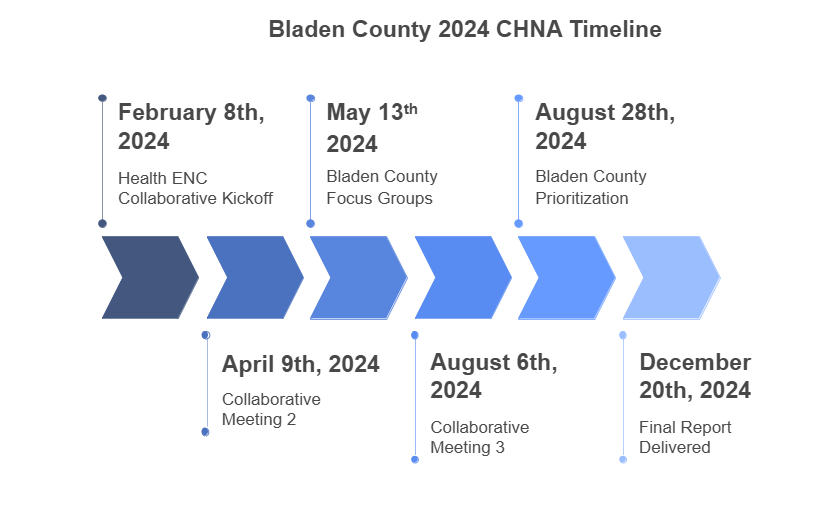 Bladen County 2024 CHNA Timeline
February 8th,
2024
Health ENC
Collaborative Kickoff
May 13th
2024
Bladen County
Focus Groups
August 28th,
2024
Bladen County
Prioritization
April 9th, 2024
Collaborative
Meeting 2
August 6th,
2024
Collaborative
Meeting 3
December
20th, 2024
Final Report
Delivered